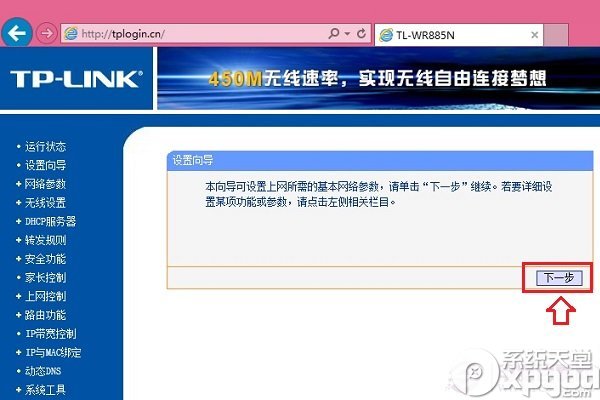 http://tplogin.cn/
TL-WR885N
TP-LINK®
450M无线速率，实现无线自由连接梦想
运行状态
设置向导
网络参数
无线设置
DHCP服务器
转发规则
安全功能
家长控制
上网控制
路由功能
IP带宽控制
IP与MAC绑定
动态DNS
系统工具
设置向导
本向导可设置上网所需的基本网络参数，请单击“下一步”继续。若要详细设
置某项功能或参数，请点击左侧相关栏目。
下一步
系统天堂
xpgod